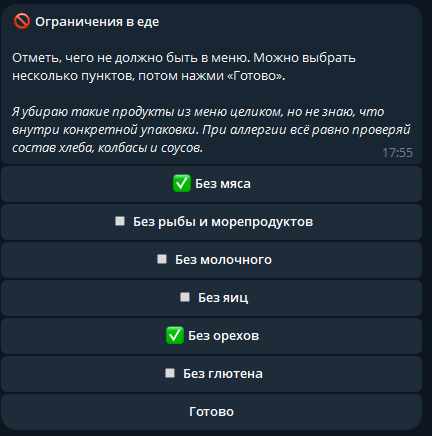 🚫 Ограничения в еде
Отметь, чего не должно быть в меню. Можно выбрать
несколько пунктов, потом нажми «Готово».
Я убираю такие продукты из меню целиком, но не знаю, что
внутри конкретной упаковки. При аллергии всё равно проверяй
состав хлеба, колбасы и соусов.
17:55
✅ Без мяса
◻️ Без рыбы и морепродуктов
◻️ Без молочного
◻️ Без яиц
✅ Без орехов
◻️ Без глютена
Готово